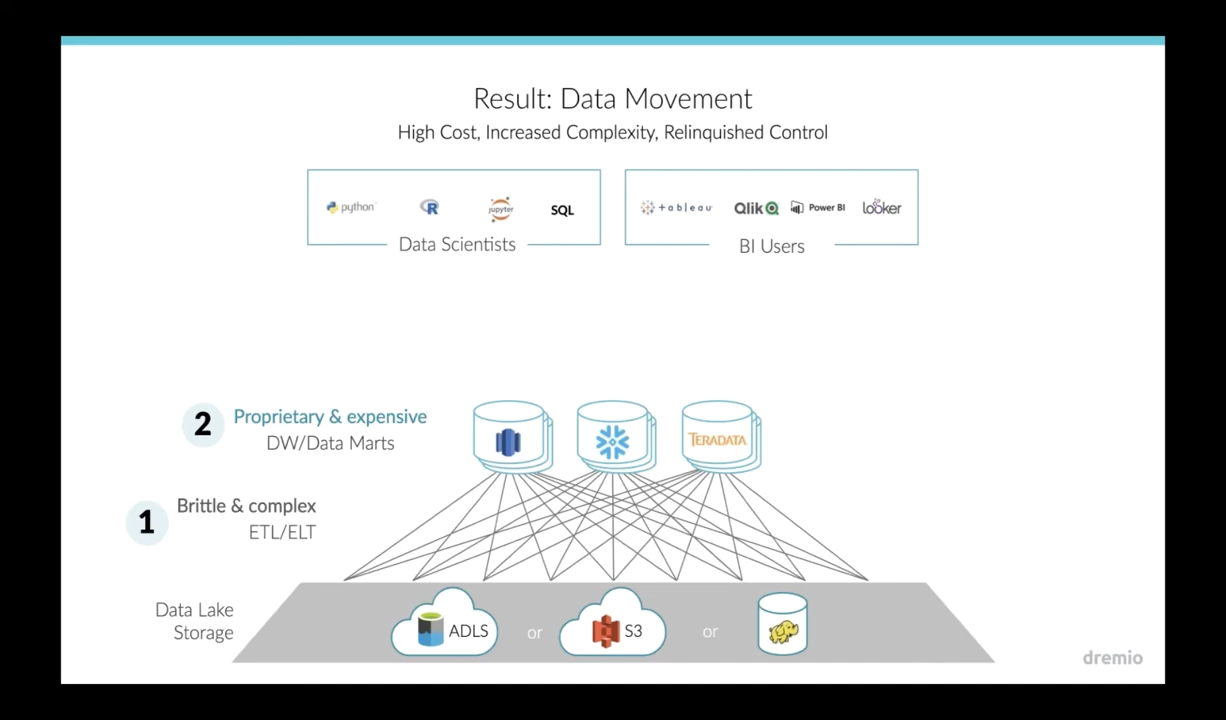 Result: Data Movement
High Cost, Increased Complexity, Relinquished Control
python
R
jupyter
SQL
Data Scientists
+ableau
Qlik
Power BI
looker
BI Users
2
Proprietary & expensive
DW/Data Marts
TERADATA
1
Brittle & complex
ETL/ELT
Data Lake
Storage
ADLS
or
S3
or
dremio